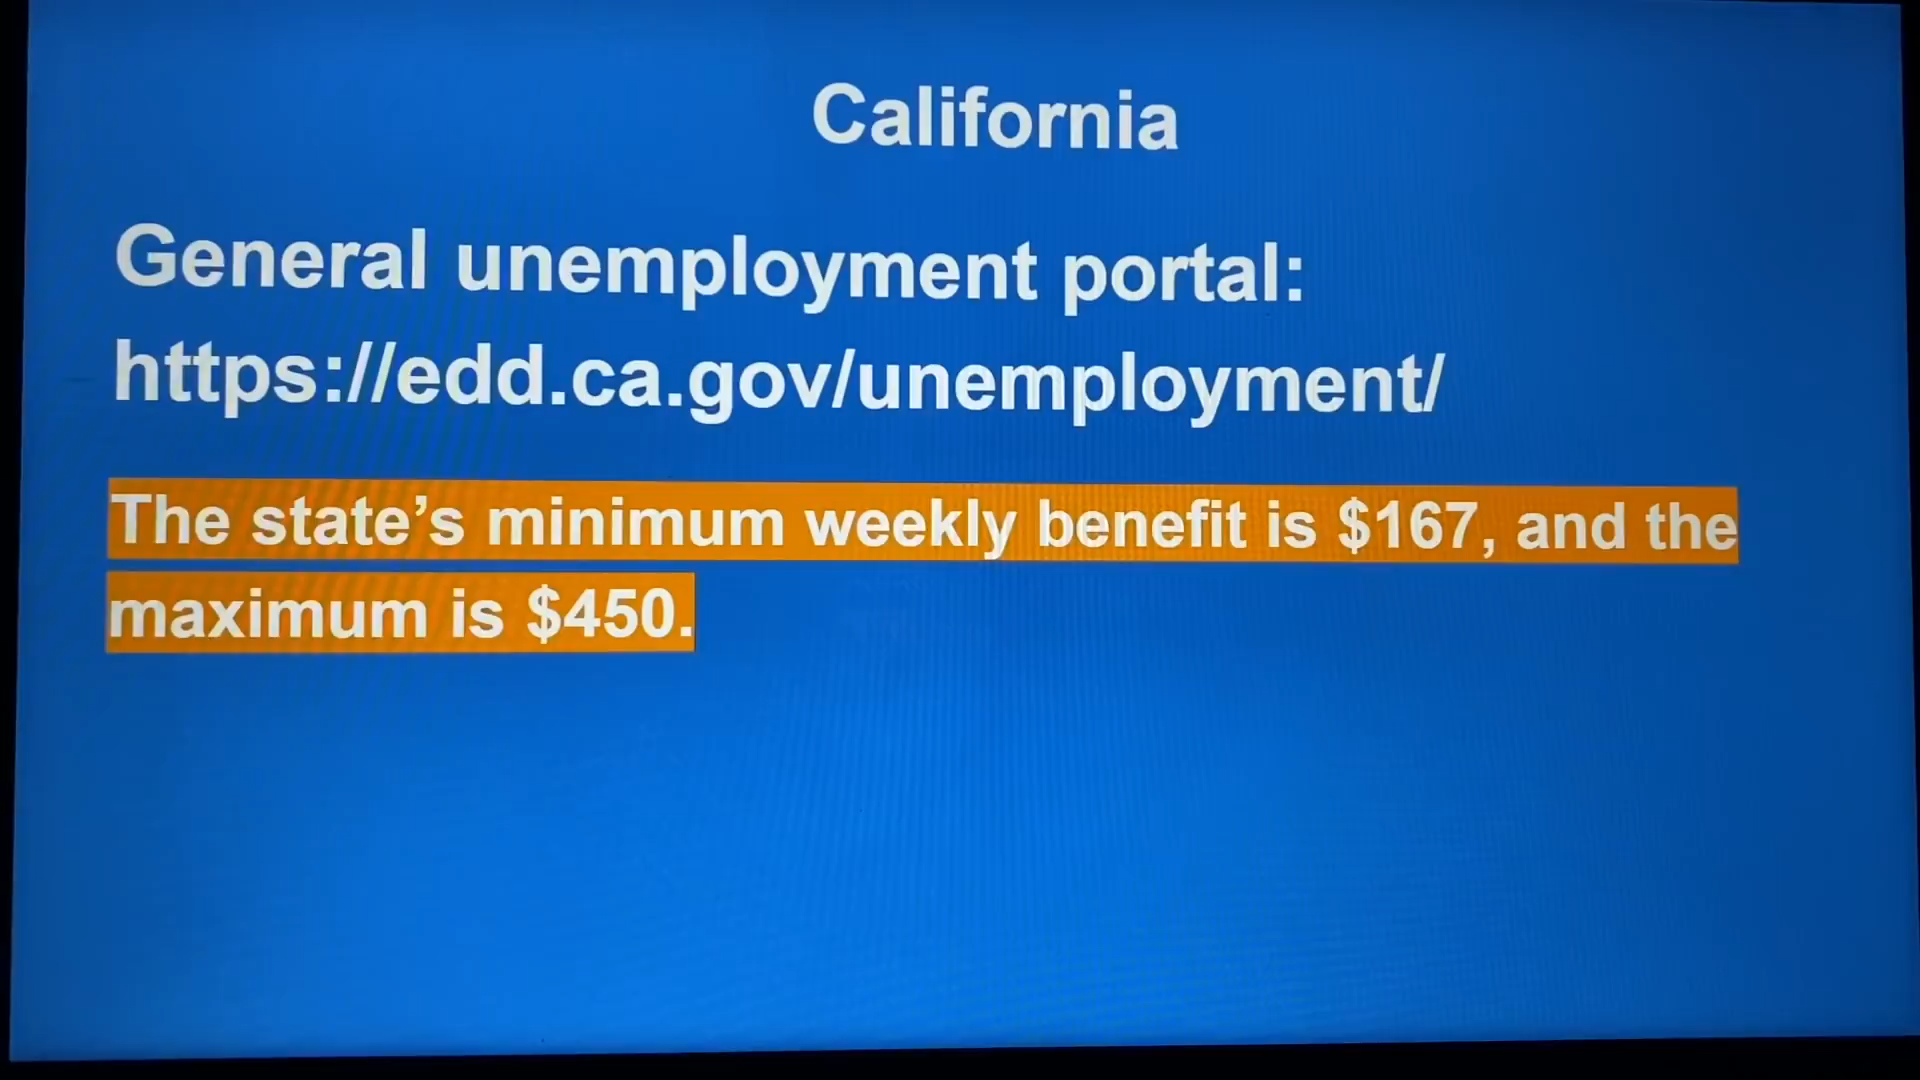 California
General unemployment portal:
https://edd.ca.gov/unemployment/
The state’s minimum weekly benefit is $167, and the
maximum is $450.